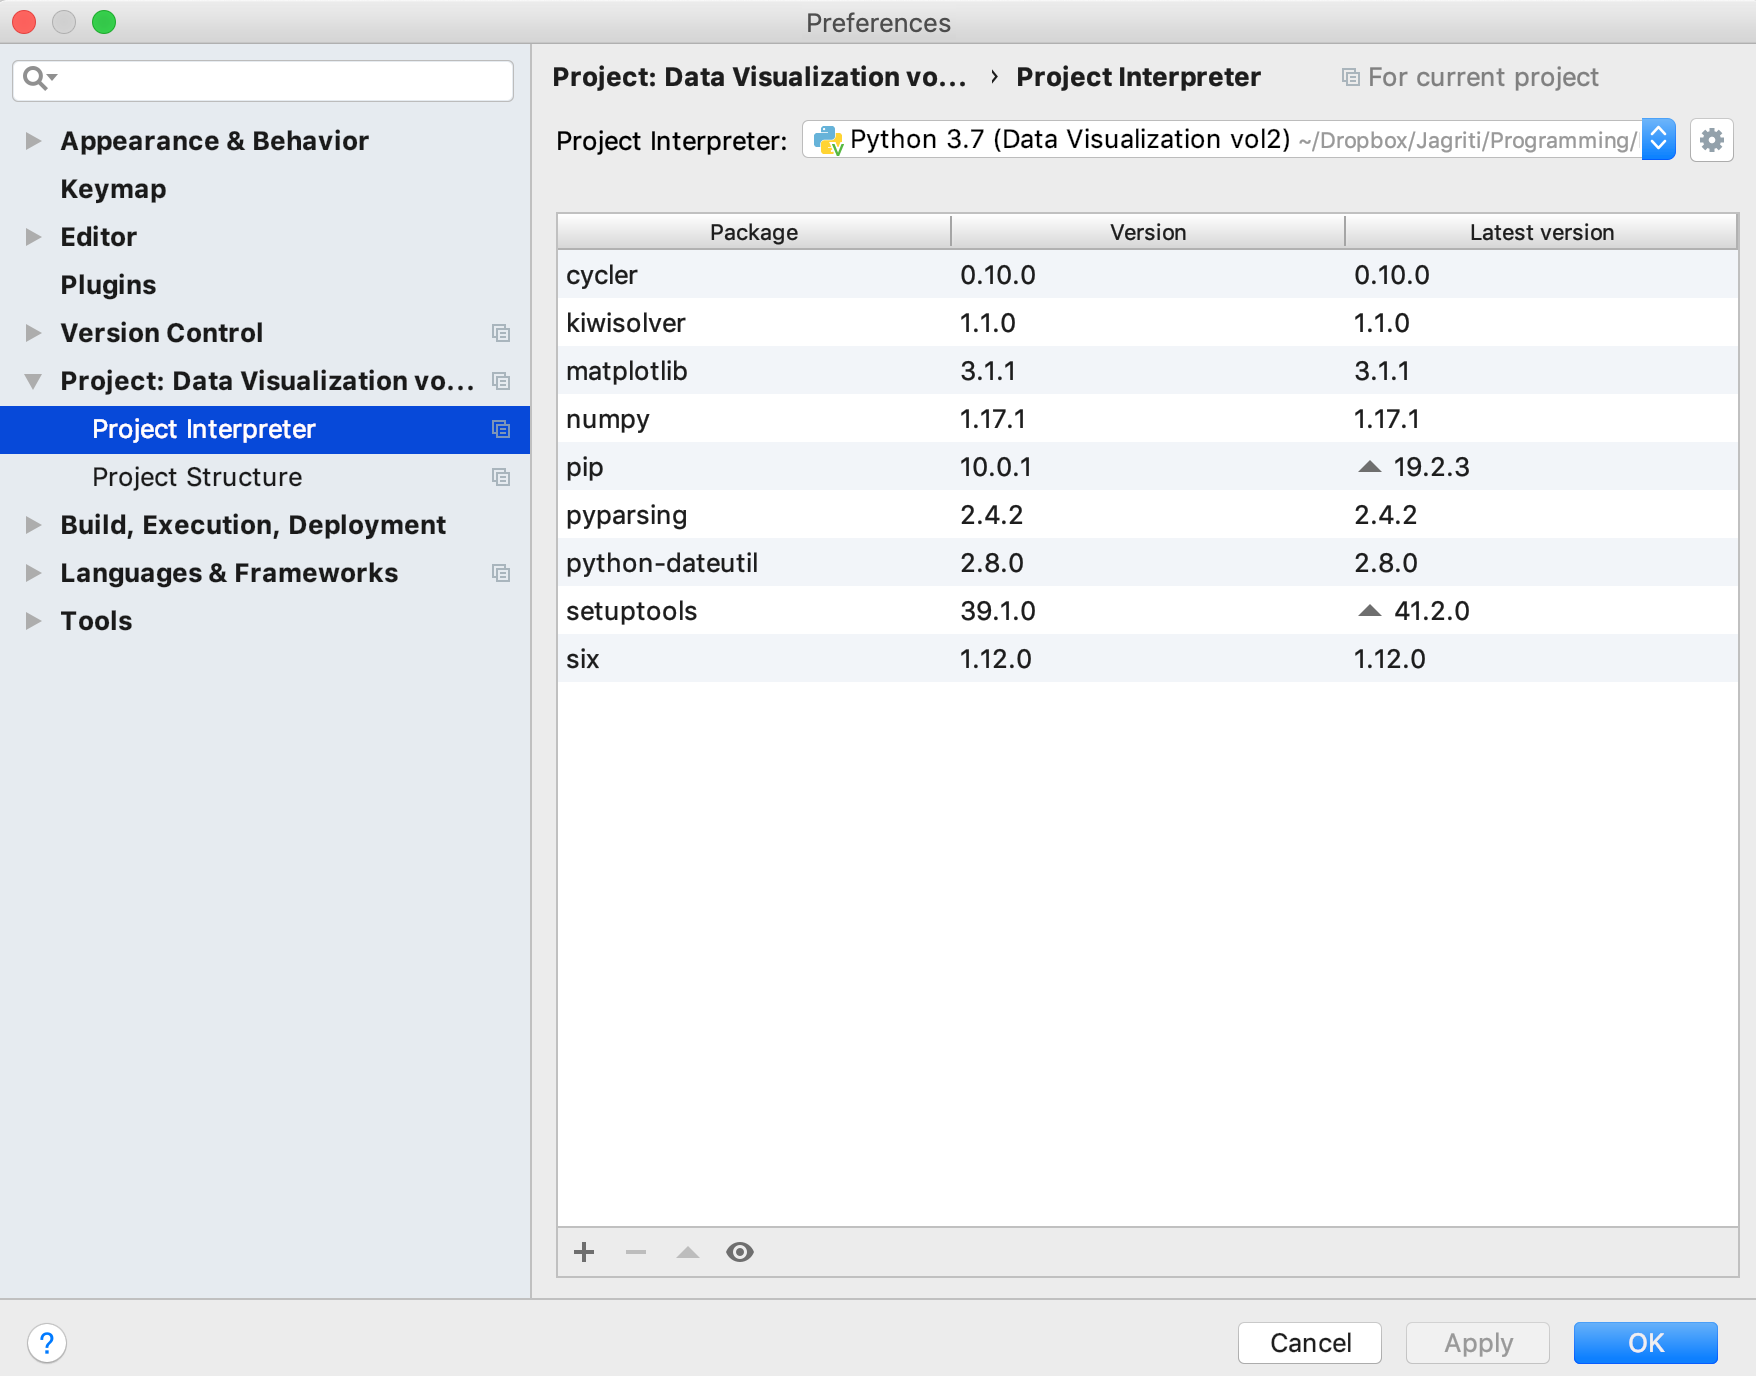 Preferences
Appearance & Behavior
Keymap
Editor
Plugins
Version Control
Project: Data Visualization vo...
Project Interpreter
Project Structure
Build, Execution, Deployment
Languages & Frameworks
Tools
Project: Data Visualization vo... › Project Interpreter For current project
Project Interpreter: Python 3.7 (Data Visualization vol2) ~/Dropbox/Jagriti/Programming/
Package Version Latest version
cycler 0.10.0 0.10.0
kiwisolver 1.1.0 1.1.0
matplotlib 3.1.1 3.1.1
numpy 1.17.1 1.17.1
pip 10.0.1 19.2.3
pyparsing 2.4.2 2.4.2
python-dateutil 2.8.0 2.8.0
setuptools 39.1.0 41.2.0
six 1.12.0 1.12.0
? Cancel Apply OK